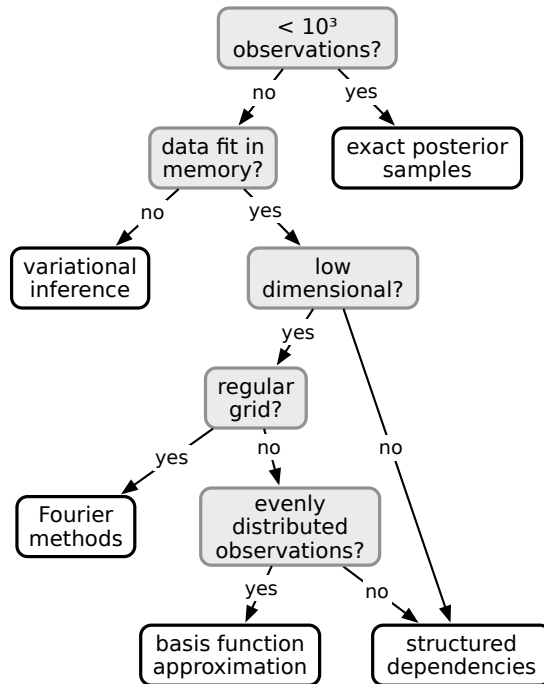 < 10³
observations?
no
yes
data fit in
memory?
exact posterior
samples
no
yes
variational
inference
low
dimensional?
yes
regular
grid?
no
yes
no
Fourier
methods
evenly
distributed
observations?
yes
no
basis function
approximation
structured
dependencies